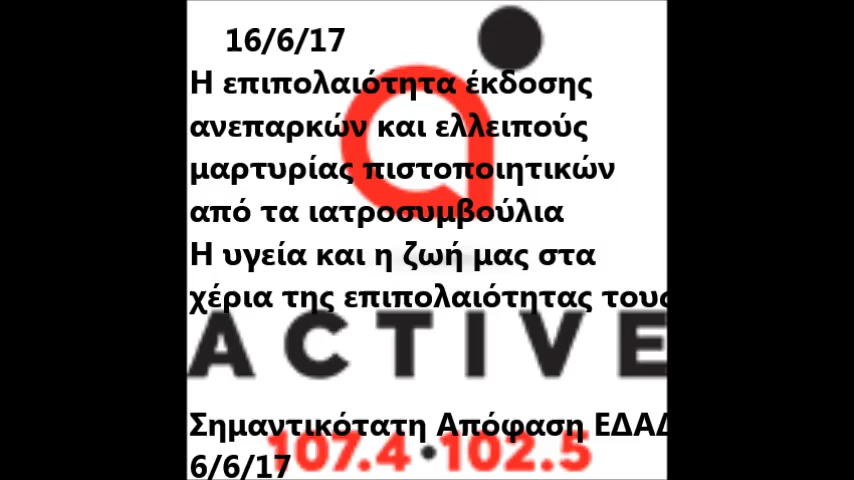 16/6/17
Η επιπολαιότητα έκδοσης
ανεπαρκών και ελλειπούς
μαρτυρίας πιστοποιητικών
από τα ιατροσυμβούλια
Η υγεία και η ζωή μας στα
χέρια της επιπολαιότητας τους
ACTIVE
Σημαντικότατη Απόφαση ΕΔΑΔ
107.4•102.5
6/6/17